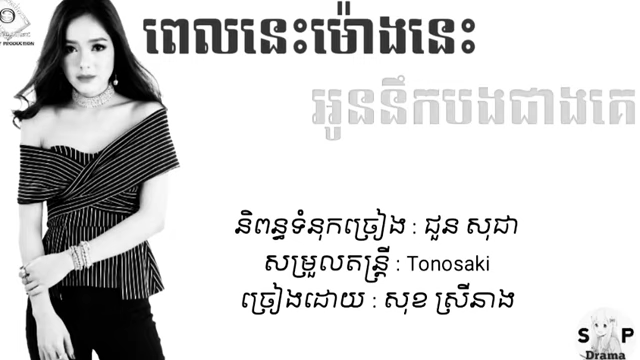 ពេលនេះម៉ោងនេះ
អូននឹកបងជាងគេ
និពន្ធទំនុកច្រៀង : ជួន សុជា
សម្រួលតន្ត្រី : Tonosaki
ច្រៀងដោយ : សុខ ស្រីនាង
PRODUCTION
S P
Drama